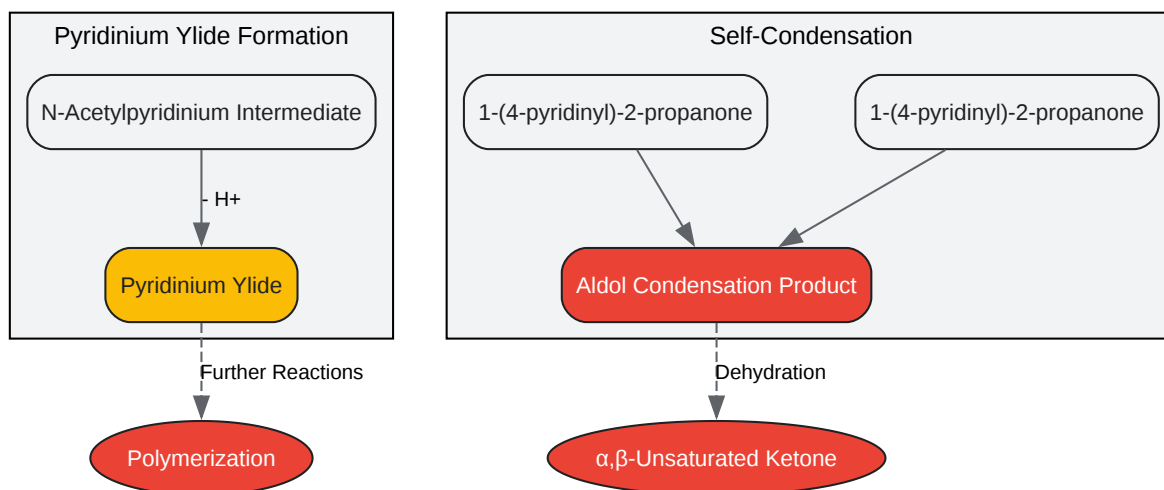 Pyridinium Ylide Formation
N-Acetylpyridinium Intermediate
- H+
Pyridinium Ylide
Further Reactions
Polymerization
Self-Condensation
1-(4-pyridinyl)-2-propanone
1-(4-pyridinyl)-2-propanone
Aldol Condensation Product
Dehydration
α,β-Unsaturated Ketone